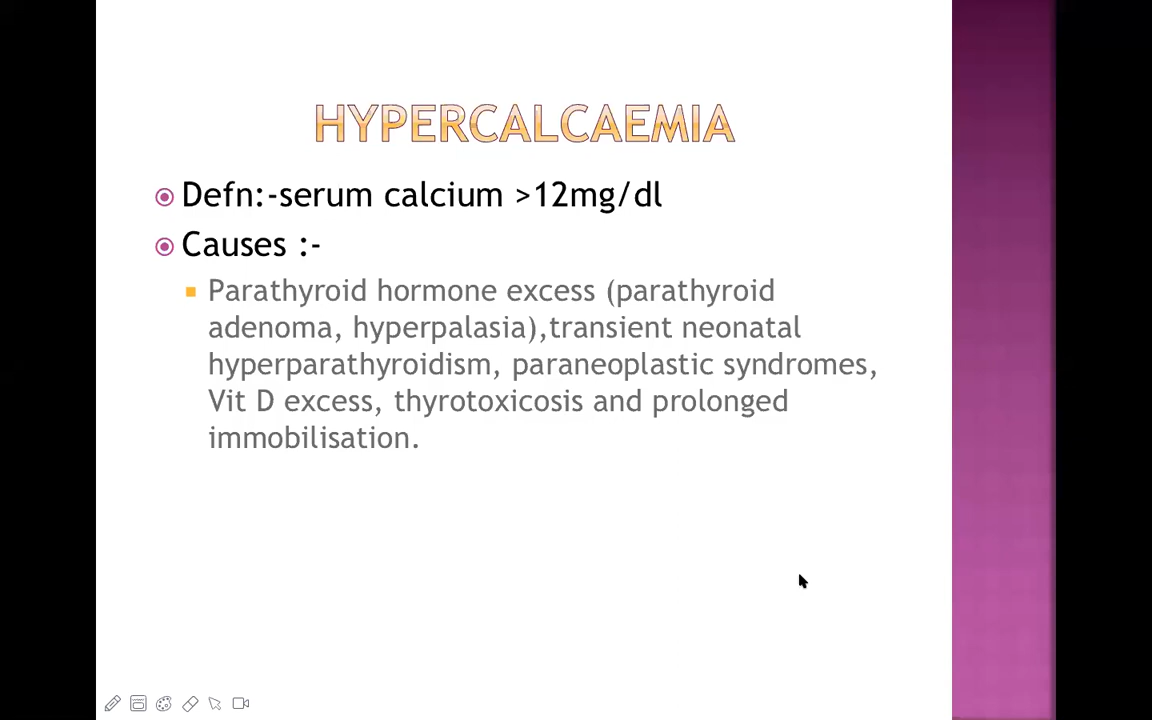 HYPERCALCAEMIA
Defn:-serum calcium >12mg/dl
Causes :-
Parathyroid hormone excess (parathyroid
adenoma, hyperpalasia),transient neonatal
hyperparathyroidism, paraneoplastic syndromes,
Vit D excess, thyrotoxicosis and prolonged
immobilisation.